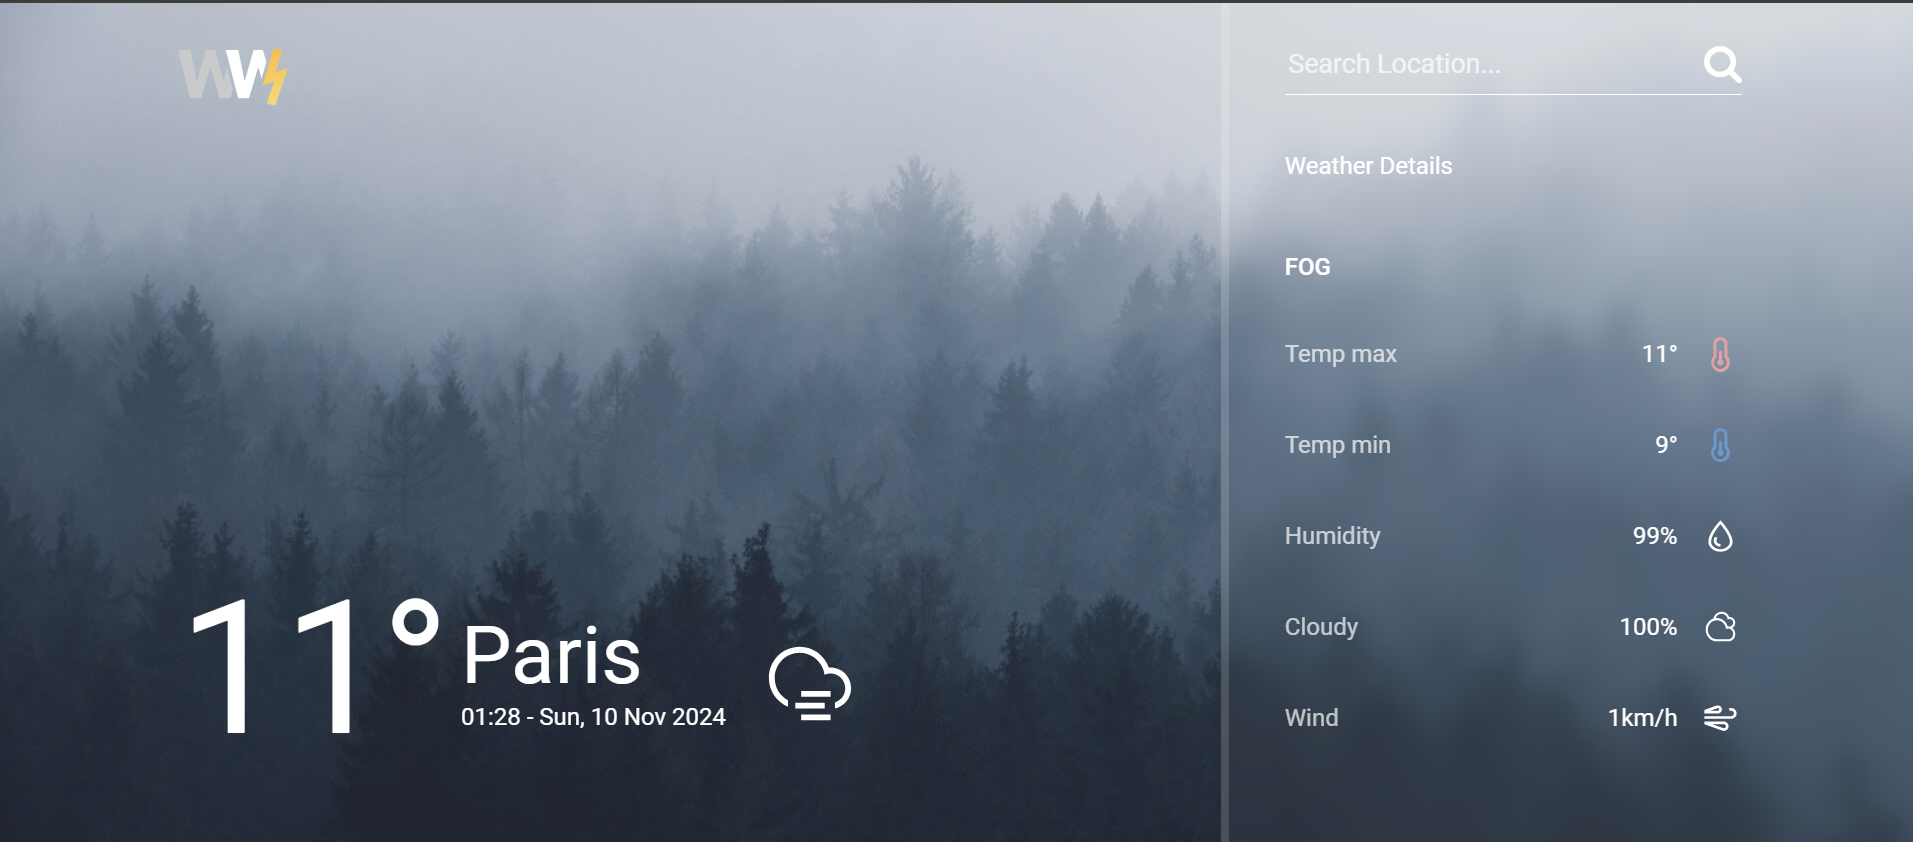 WW
Search Location...
Weather Details
FOG
Temp max 11°
Temp min 9°
Humidity 99%
Cloudy 100%
Wind 1km/h
11° Paris
01:28 - Sun, 10 Nov 2024